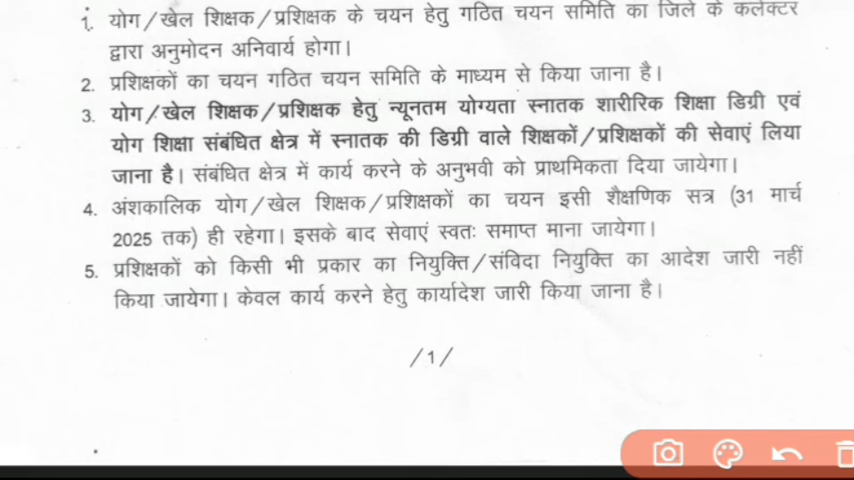 1. योग/खेल शिक्षक/प्रशिक्षक के चयन हेतु गठित चयन समिति का जिले के कलेक्टर
द्वारा अनुमोदन अनिवार्य होगा।
2. प्रशिक्षकों का चयन गठित चयन समिति के माध्यम से किया जाना है।
3. योग/खेल शिक्षक/प्रशिक्षक हेतु न्यूनतम योग्यता स्नातक शारीरिक शिक्षा डिग्री एवं
योग शिक्षा संबंधित क्षेत्र में स्नातक की डिग्री वाले शिक्षकों/प्रशिक्षकों की सेवाएं लिया
जाना है। संबंधित क्षेत्र में कार्य करने के अनुभवी को प्राथमिकता दिया जायेगा।
4. अंशकालिक योग/खेल शिक्षक/प्रशिक्षकों का चयन इसी शैक्षणिक सत्र (31 मार्च
2025 तक) ही रहेगा। इसके बाद सेवाएं स्वतः समाप्त माना जायेगा।
5. प्रशिक्षकों को किसी भी प्रकार का नियुक्ति/संविदा नियुक्ति का आदेश जारी नहीं
किया जायेगा। केवल कार्य करने हेतु कार्यादेश जारी किया जाना है।
/1/